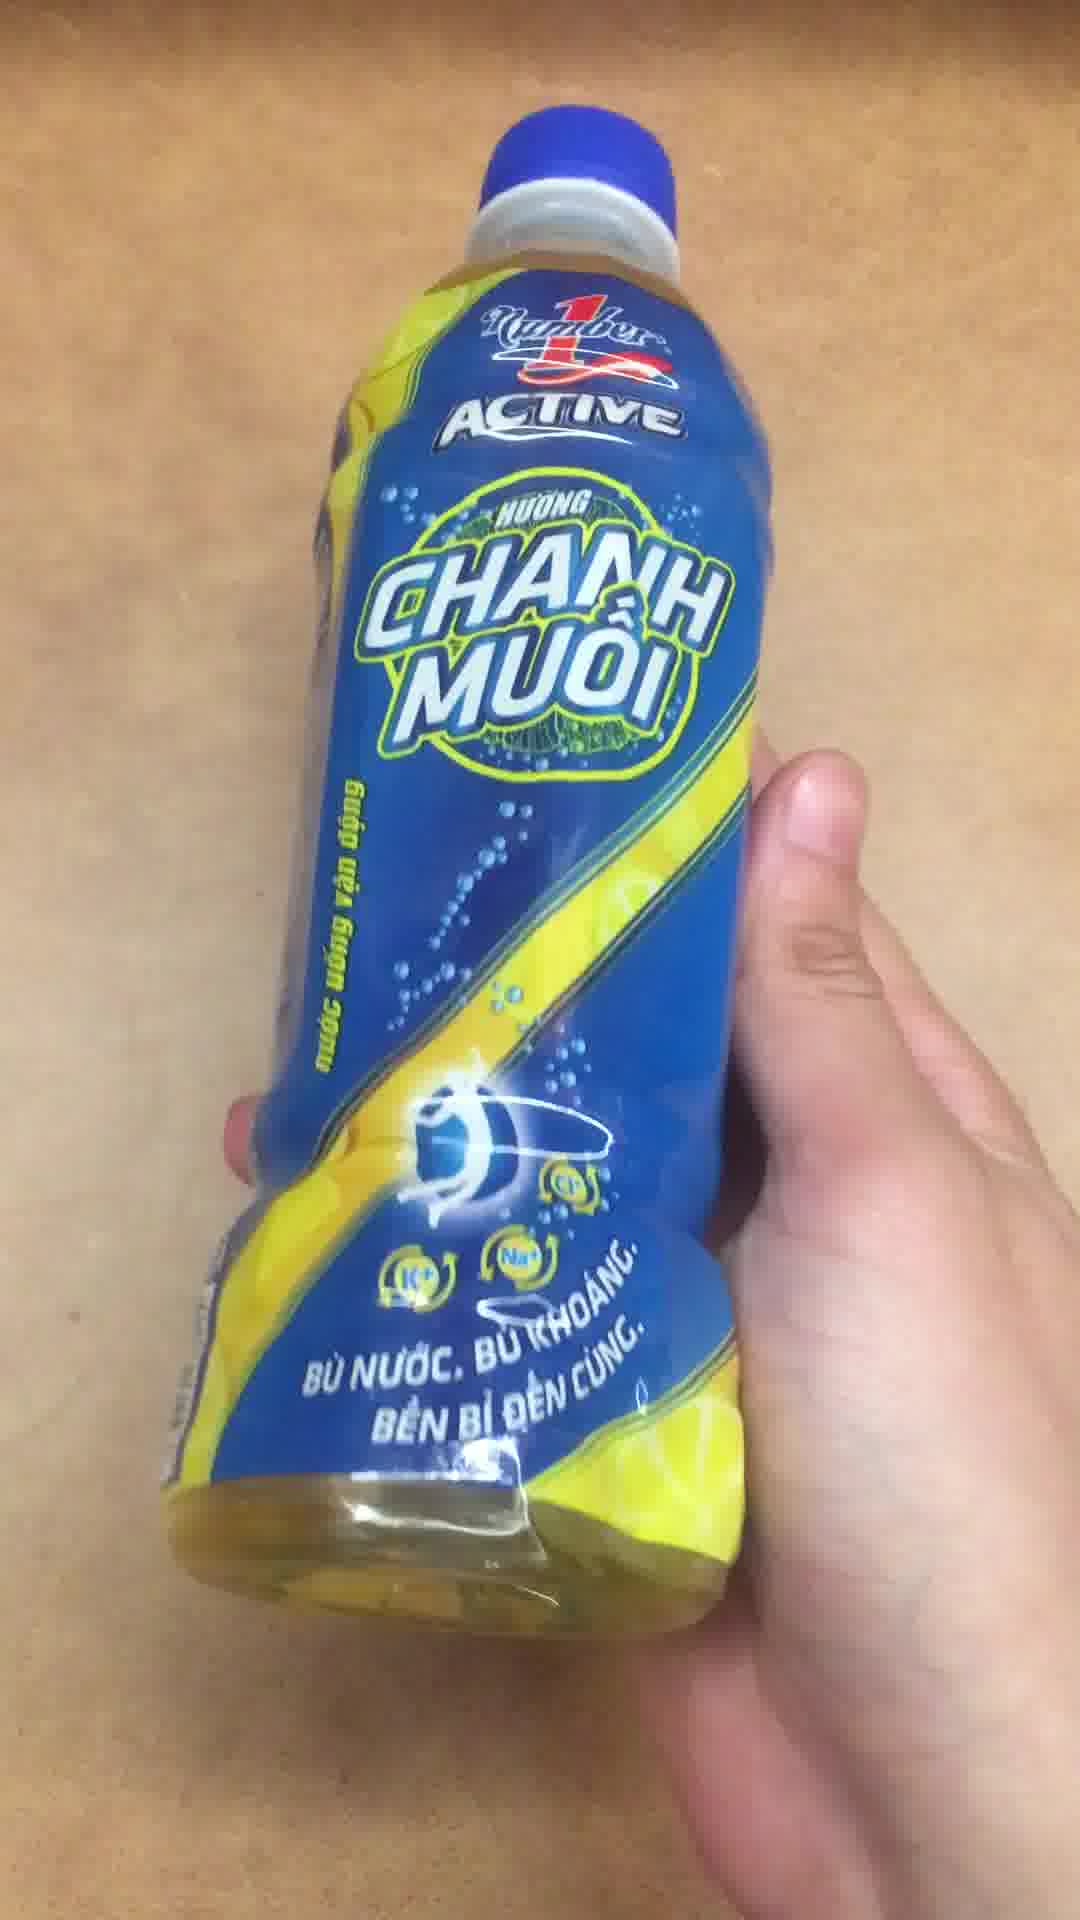 Number 1
ACTIVE
HƯƠNG
CHANH
MUỐI
nước uống vận động
Cl-
K+
Na+
BÙ NƯỚC. BÙ KHOÁNG.
BỀN BỈ ĐẾN CÙNG.